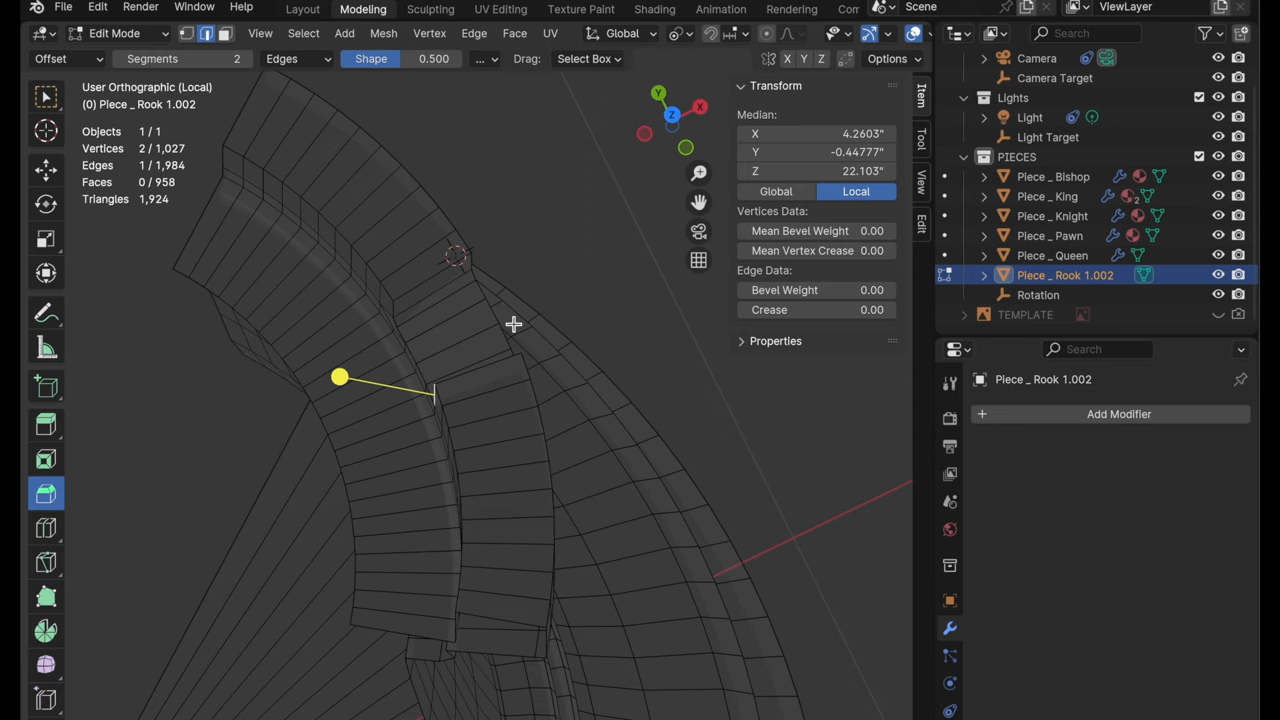 File Edit Render Window Help Layout Modeling Sculpting UV Editing Texture Paint Shading Animation Rendering Scene ViewLayer
Edit Mode View Select Add Mesh Vertex Edge Face UV Global
Offset Segments 2 Edges Shape 0.500 ... Drag: Select Box X Y Z Options
User Orthographic (Local)
(0) Piece _ Rook 1.002
Objects 1 / 1
Vertices 2 / 1,027
Edges 1 / 1,984
Faces 0 / 958
Triangles 1,924
Y
X
Z
Transform
Median:
X 4.2603"
Y -0.44777"
Z 22.103"
Global Local
Vertices Data:
Mean Bevel Weight 0.00
Mean Vertex Crease 0.00
Edge Data:
Bevel Weight 0.00
Crease 0.00
Properties
Item
Tool
View
Edit
Search
Camera
Camera Target
Lights
Light
Light Target
PIECES
Piece _ Bishop
Piece _ King 2
Piece _ Knight
Piece _ Pawn
Piece _ Queen
Piece _ Rook 1.002
Rotation
TEMPLATE
Search
Piece _ Rook 1.002
+ Add Modifier